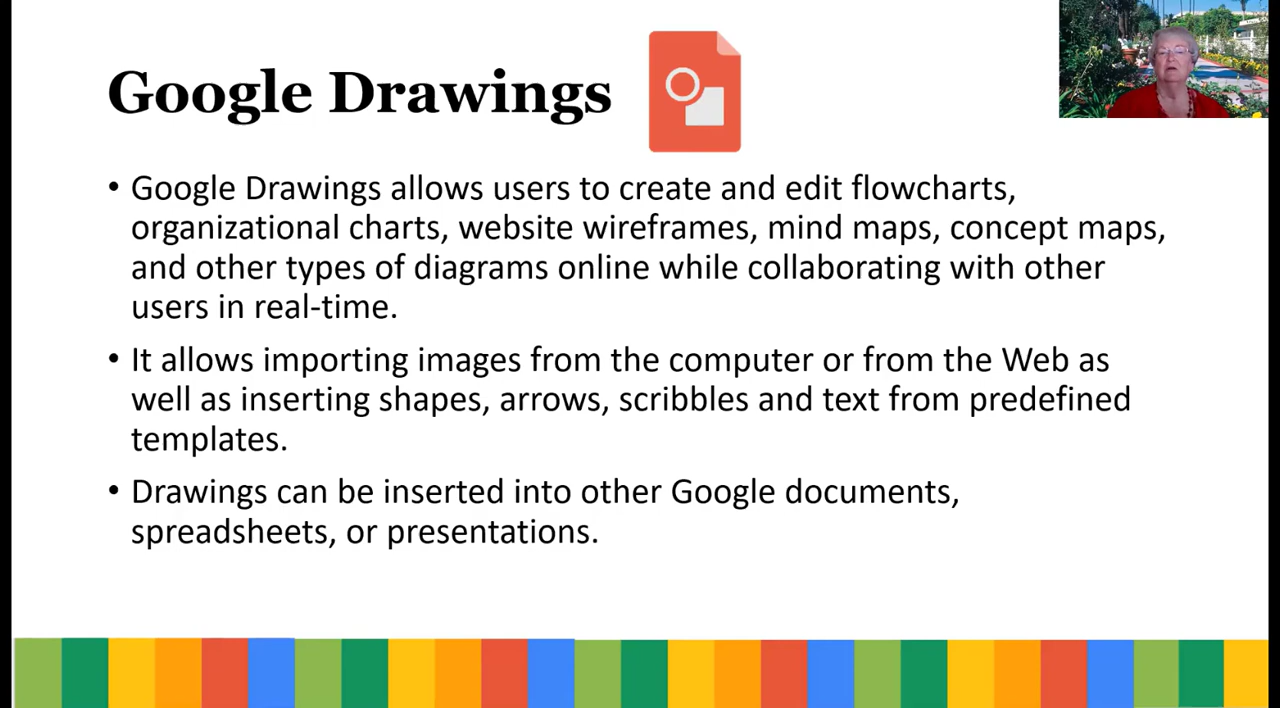 Google Drawings
• Google Drawings allows users to create and edit flowcharts,
organizational charts, website wireframes, mind maps, concept maps,
and other types of diagrams online while collaborating with other
users in real-time.
• It allows importing images from the computer or from the Web as
well as inserting shapes, arrows, scribbles and text from predefined
templates.
• Drawings can be inserted into other Google documents,
spreadsheets, or presentations.